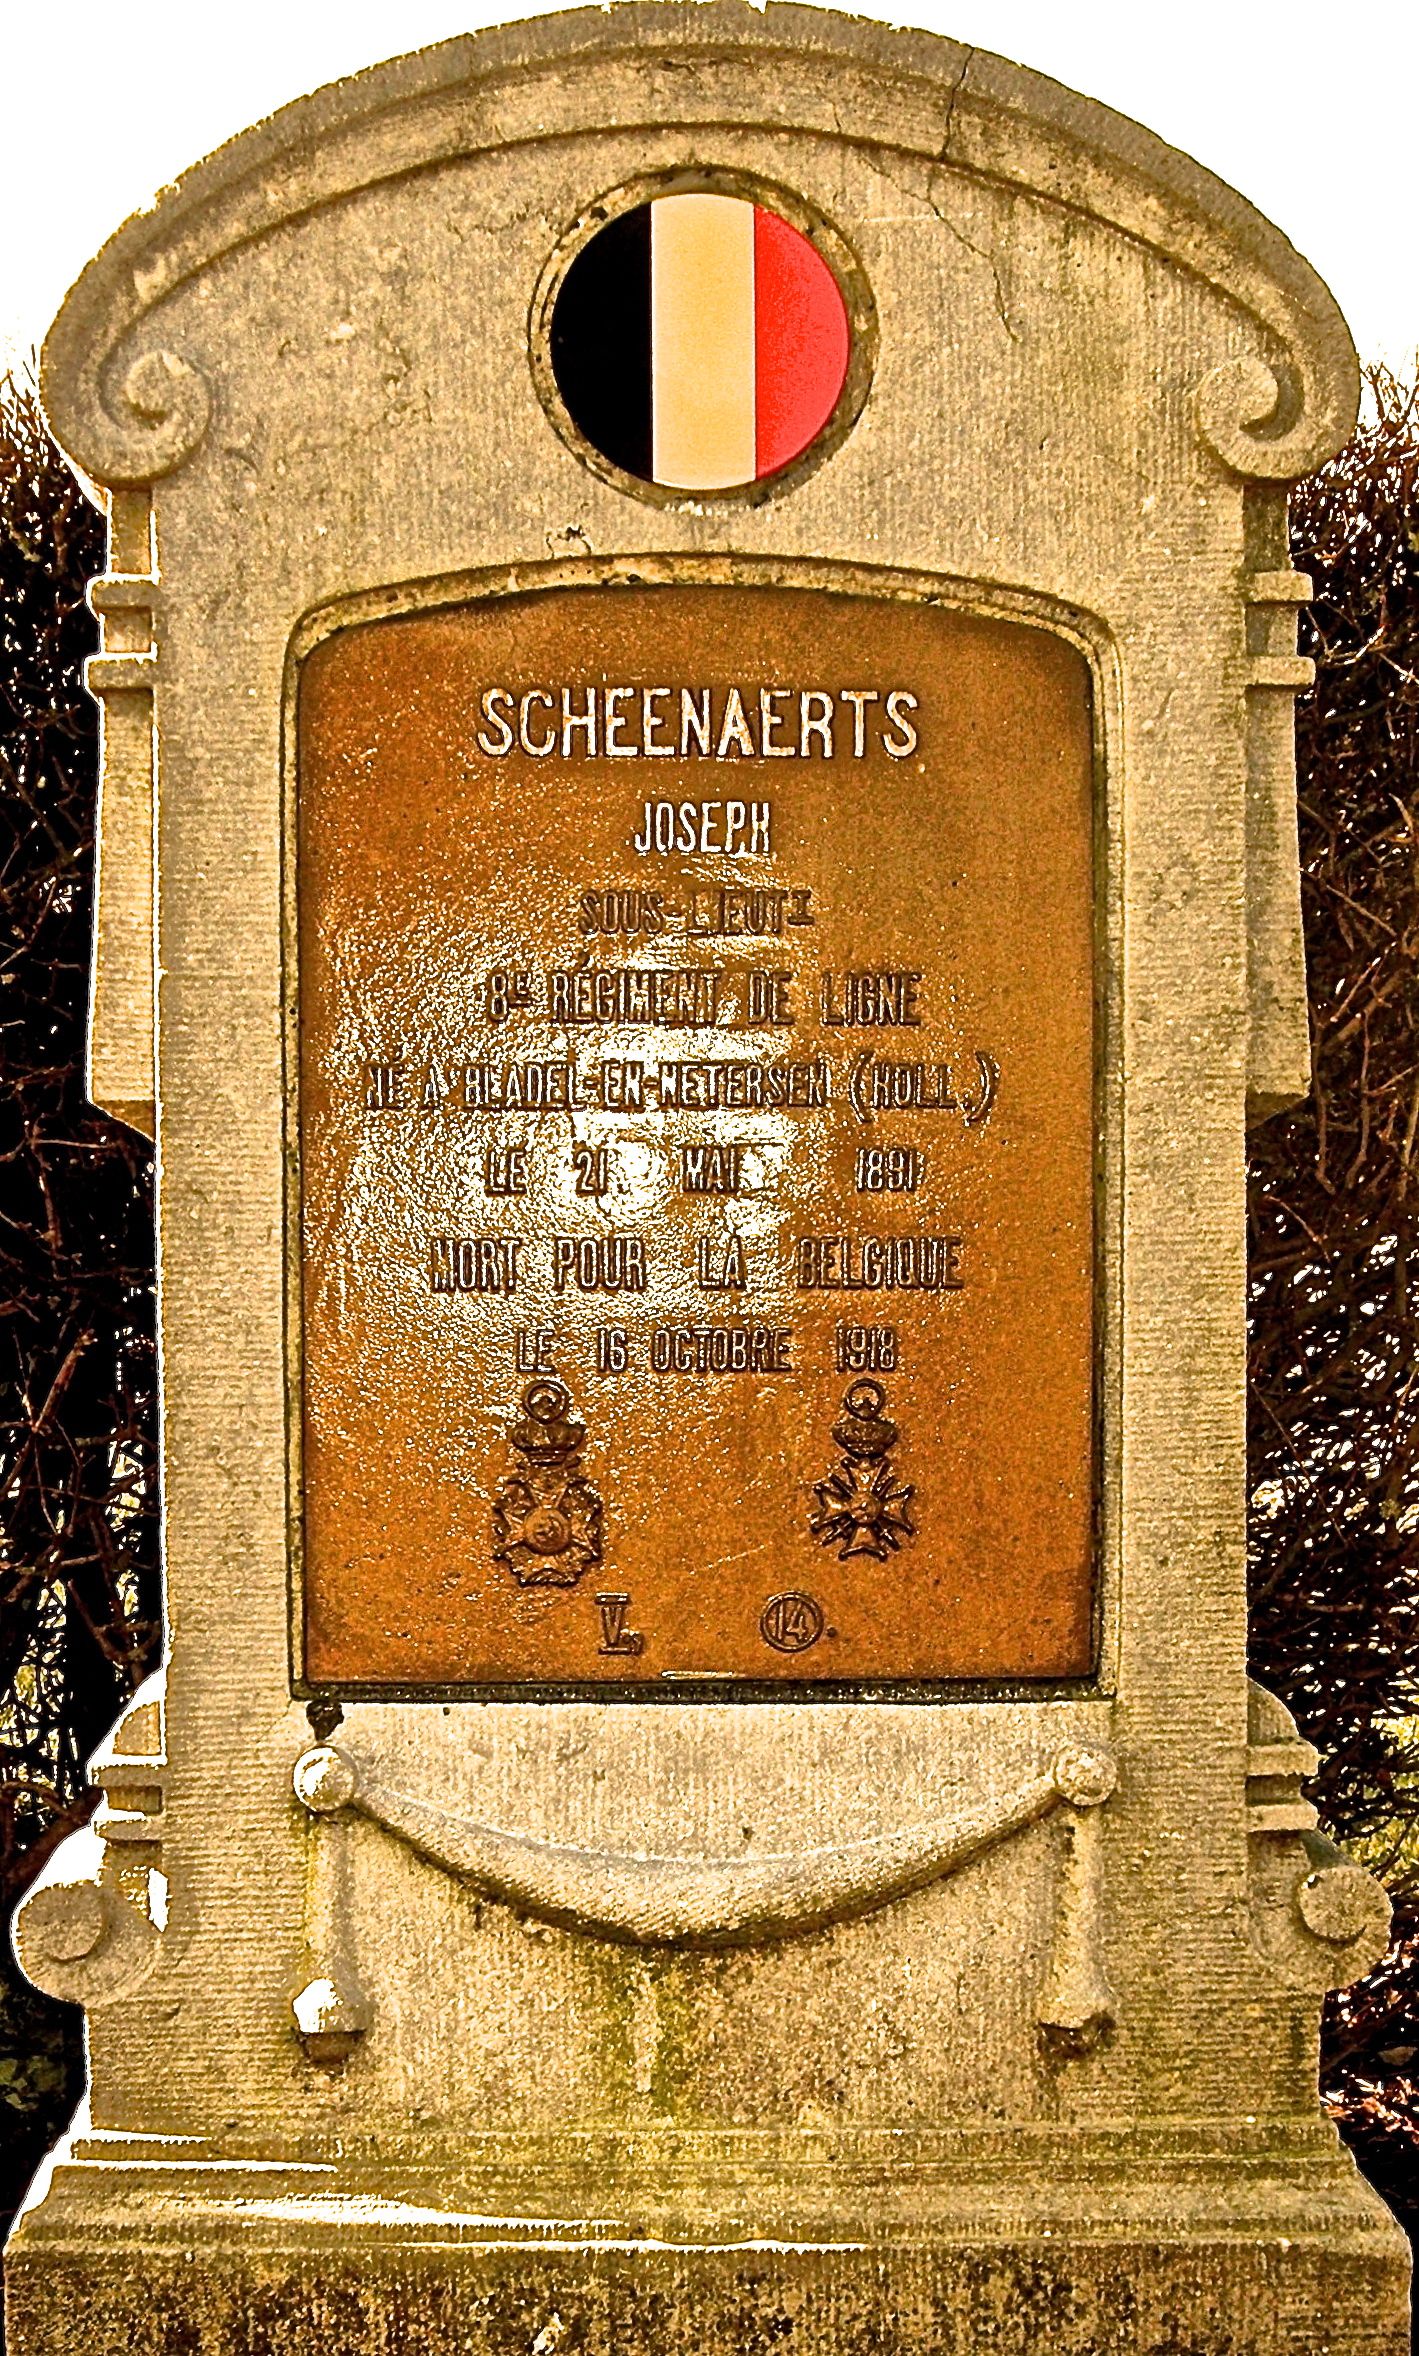 SCHEENAERTS
JOSEPH
SOUS-LIEUT T
8E RÉGIMENT DE LIGNE
NÉ À BLADEL-EN-NETERSEN (HOLL.)
LE 21 MAI 1891
MORT POUR LA BELGIQUE
LE 16 OCTOBRE 1918
14